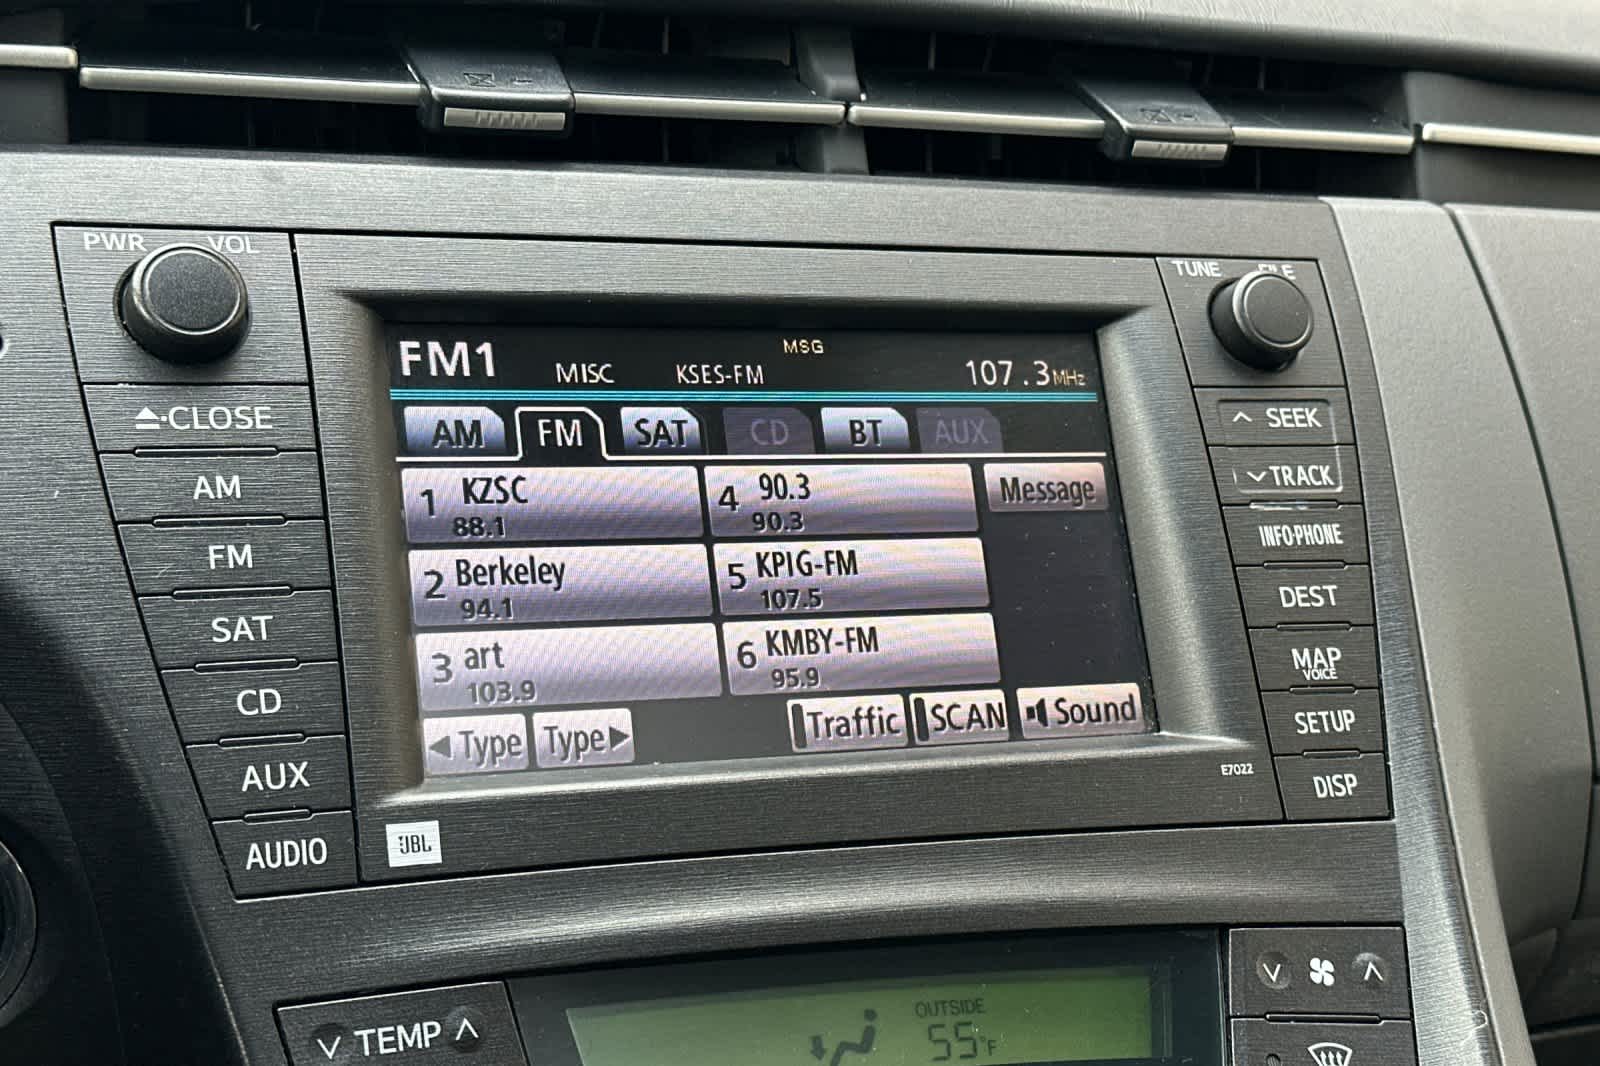 PWR VOL
TUNE FILE
FM1 MISC KSES-FM MSG 107.3MHz
AM FM SAT CD BT AUX
1 KZSC
88.1
4 90.3
90.3
Message
2 Berkeley
94.1
5 KPIG-FM
107.5
3 art
103.9
6 KMBY-FM
95.9
◀Type Type▶ Traffic SCAN Sound
⏏·CLOSE
AM
FM
SAT
CD
AUX
AUDIO
∧ SEEK
∨ TRACK
INFO·PHONE
DEST
MAP
VOICE
SETUP
DISP
E7022
JBL
∨ TEMP ∧
OUTSIDE
55°F
∨ ∧